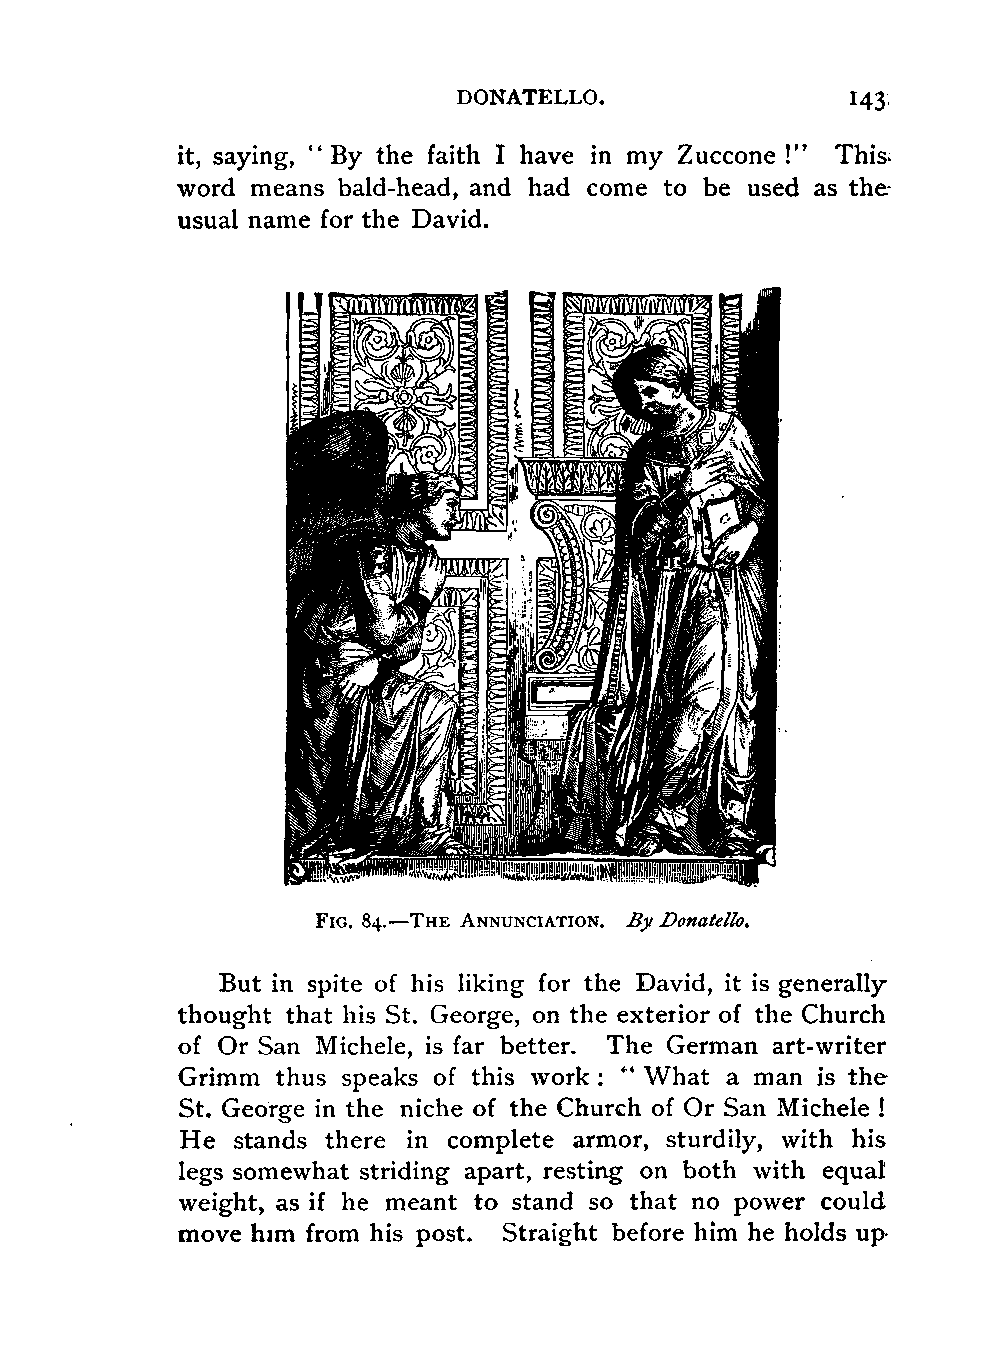 DONATELLO. 143
it, saying, "By the faith I have in my Zuccone!" This
word means bald-head, and had come to be used as the
usual name for the David.
FIG. 84.—THE ANNUNCIATION. By Donatello.
But in spite of his liking for the David, it is generally
thought that his St. George, on the exterior of the Church
of Or San Michele, is far better. The German art-writer
Grimm thus speaks of this work: "What a man is the
St. George in the niche of the Church of Or San Michele!
He stands there in complete armor, sturdily, with his
legs somewhat striding apart, resting on both with equal
weight, as if he meant to stand so that no power could
move him from his post. Straight before him he holds up